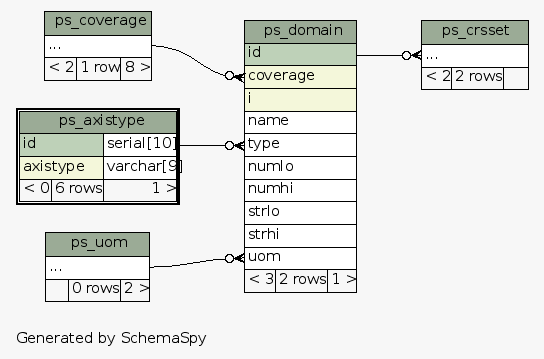 ps_coverage
...
< 2 1 row 8 >
ps_axistype
id serial[10]
axistype varchar[9]
< 0 6 rows 1 >
ps_uom
...
0 rows 2 >
ps_domain
id
coverage
i
name
type
numlo
numhi
strlo
strhi
uom
< 3 2 rows 1 >
ps_crsset
...
< 2 2 rows
Generated by SchemaSpy